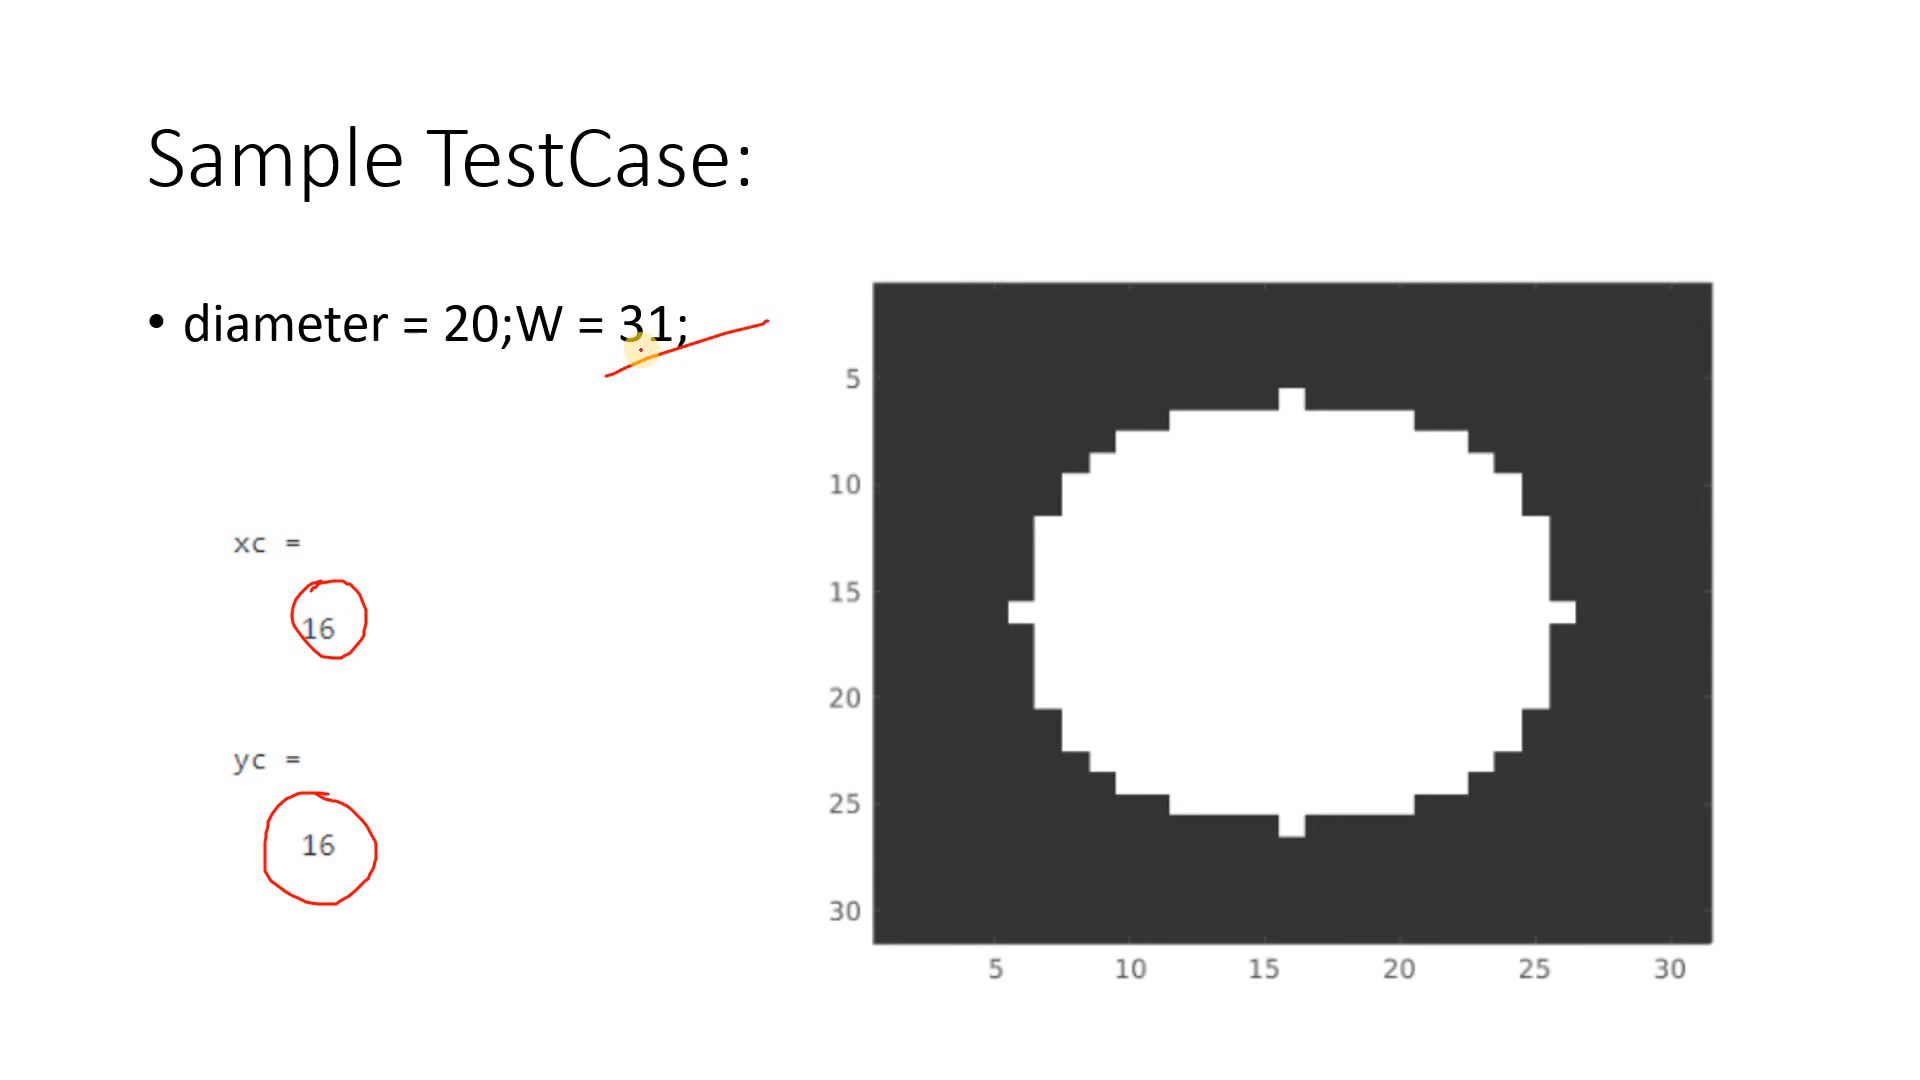 Sample TestCase:
• diameter = 20;W = 31;
xc =
16
yc =
16
5
10
15
20
25
30
5 10 15 20 25 30